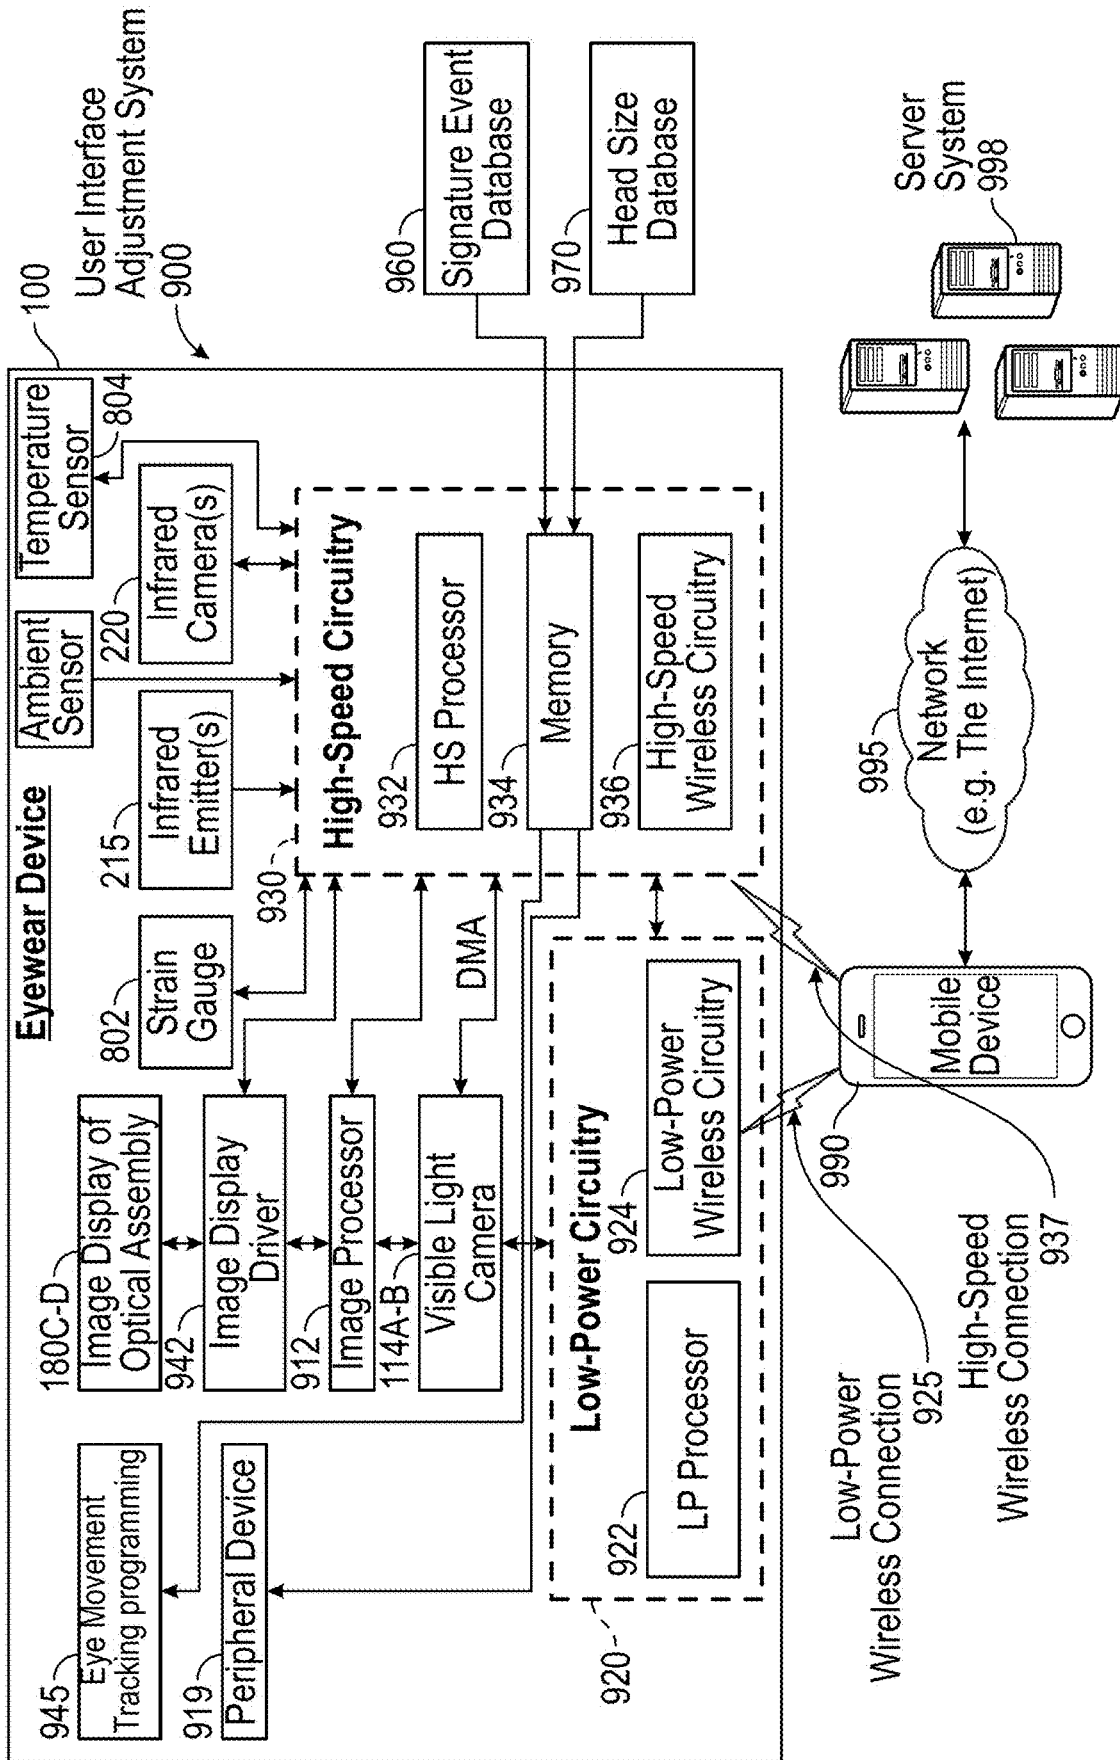 Eyewear Device
User Interface
Adjustment System
900
100
945
Eye Movement
Tracking programming
919
Peripheral Device
180C-D
Image Display of
Optical Assembly
942
Image Display
Driver
912
Image Processor
114A-B
Visible Light
Camera
802
Strain
Gauge
215
Infrared
Emitter(s)
Ambient
Sensor
220
Infrared
Camera(s)
Temperature
Sensor
804
DMA
930
High-Speed Circuitry
932
HS Processor
934
Memory
936
High-Speed
Wireless Circuitry
960
Signature Event
Database
970
Head Size
Database
920
Low-Power Circuitry
922
LP Processor
924
Low-Power
Wireless Circuitry
Low-Power
Wireless Connection
925
High-Speed
Wireless Connection
937
990
Mobile
Device
995
Network
(e.g. The Internet)
Server
System
998